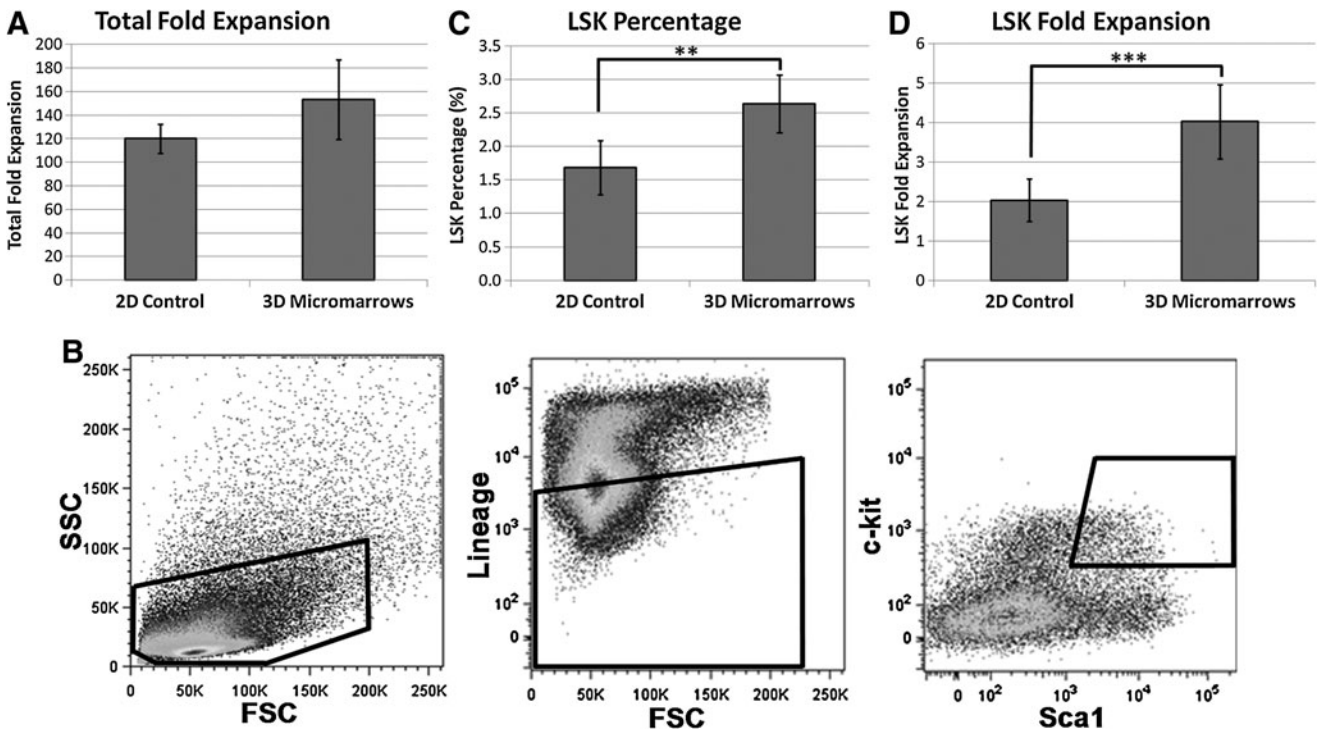 A Total Fold Expansion
Total Fold Expansion
200
180
160
140
120
100
80
60
40
20
0
2D Control 3D Micromarrows
C LSK Percentage
LSK Percentage (%)
3.5
3.0
2.5
2.0
1.5
1.0
0.5
0.0
**
2D Control 3D Micromarrows
D LSK Fold Expansion
LSK Fold Expansion
6
5
4
3
2
1
0
***
2D Control 3D Micromarrows
B
SSC
250K
200K
150K
100K
50K
0
0 50K 100K 150K 200K 250K
FSC
Lineage
10⁵
10⁴
10³
10²
0
0 50K 100K 150K 200K 250K
FSC
c-kit
10⁵
10⁴
10³
10²
0
0 10² 10³ 10⁴ 10⁵
Sca1